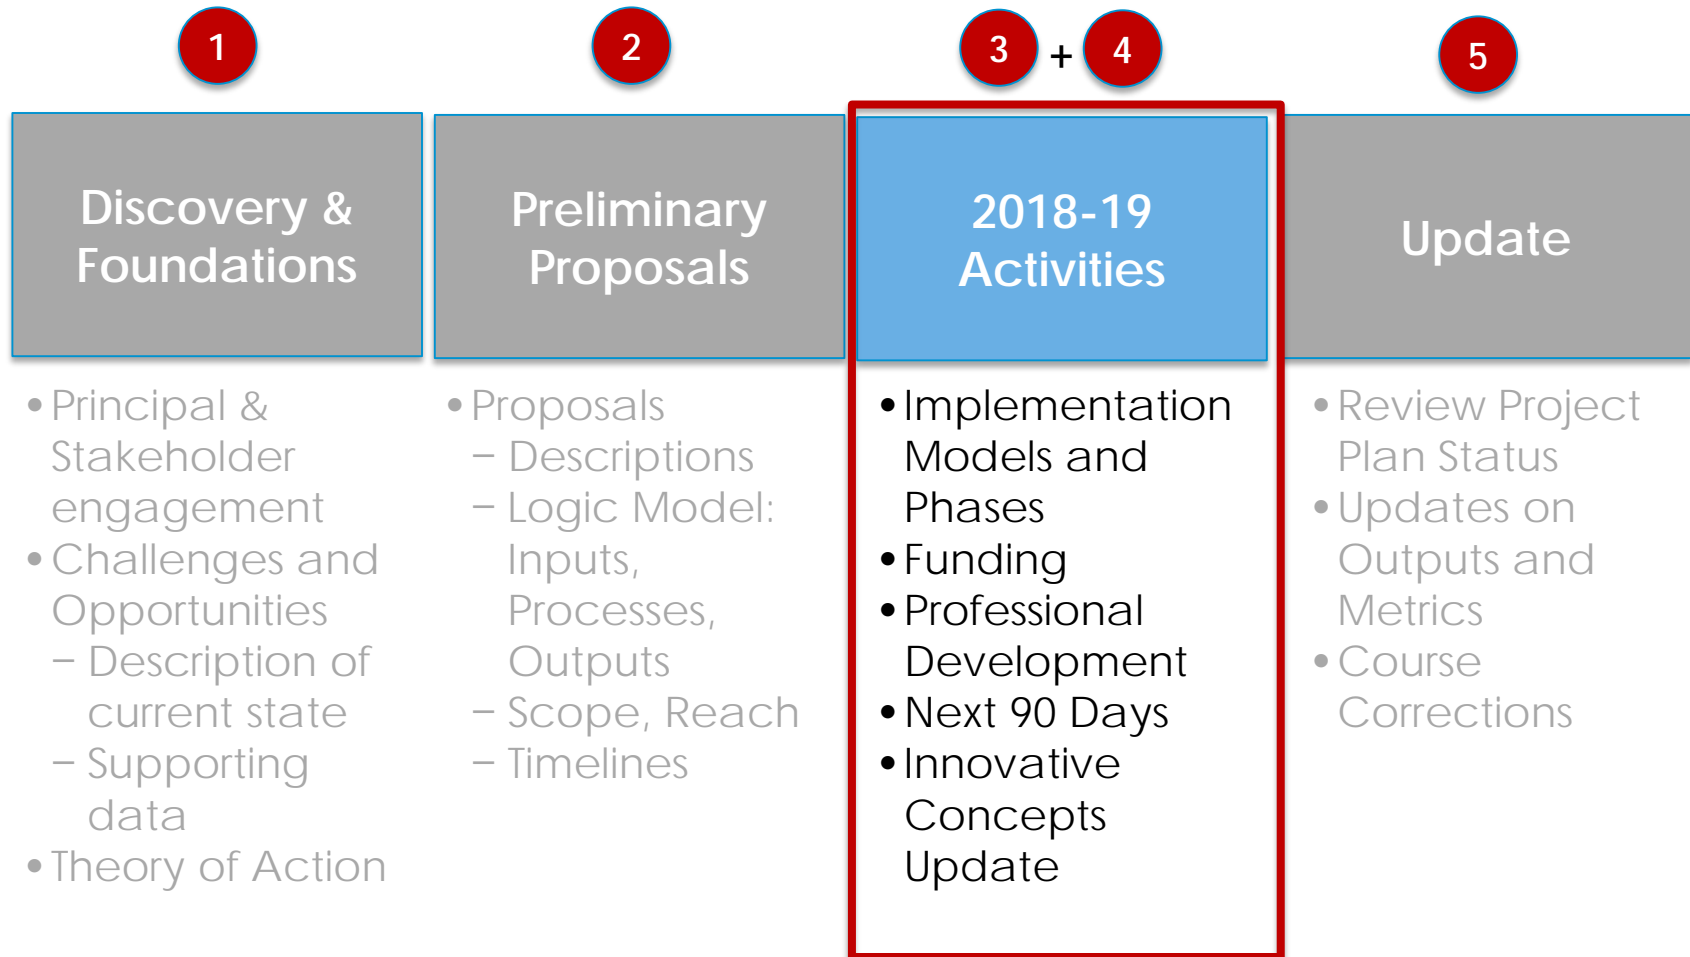 1
2
3 + 4
5
Discovery &
Foundations
Preliminary
Proposals
2018-19
Activities
Update
•Principal &
Stakeholder
engagement
•Challenges and
Opportunities
– Description of
current state
– Supporting
data
•Theory of Action
•Proposals
– Descriptions
– Logic Model:
Inputs,
Processes,
Outputs
– Scope, Reach
– Timelines
•Implementation
Models and
Phases
•Funding
•Professional
Development
•Next 90 Days
•Innovative
Concepts
Update
•Review Project
Plan Status
•Updates on
Outputs and
Metrics
•Course
Corrections